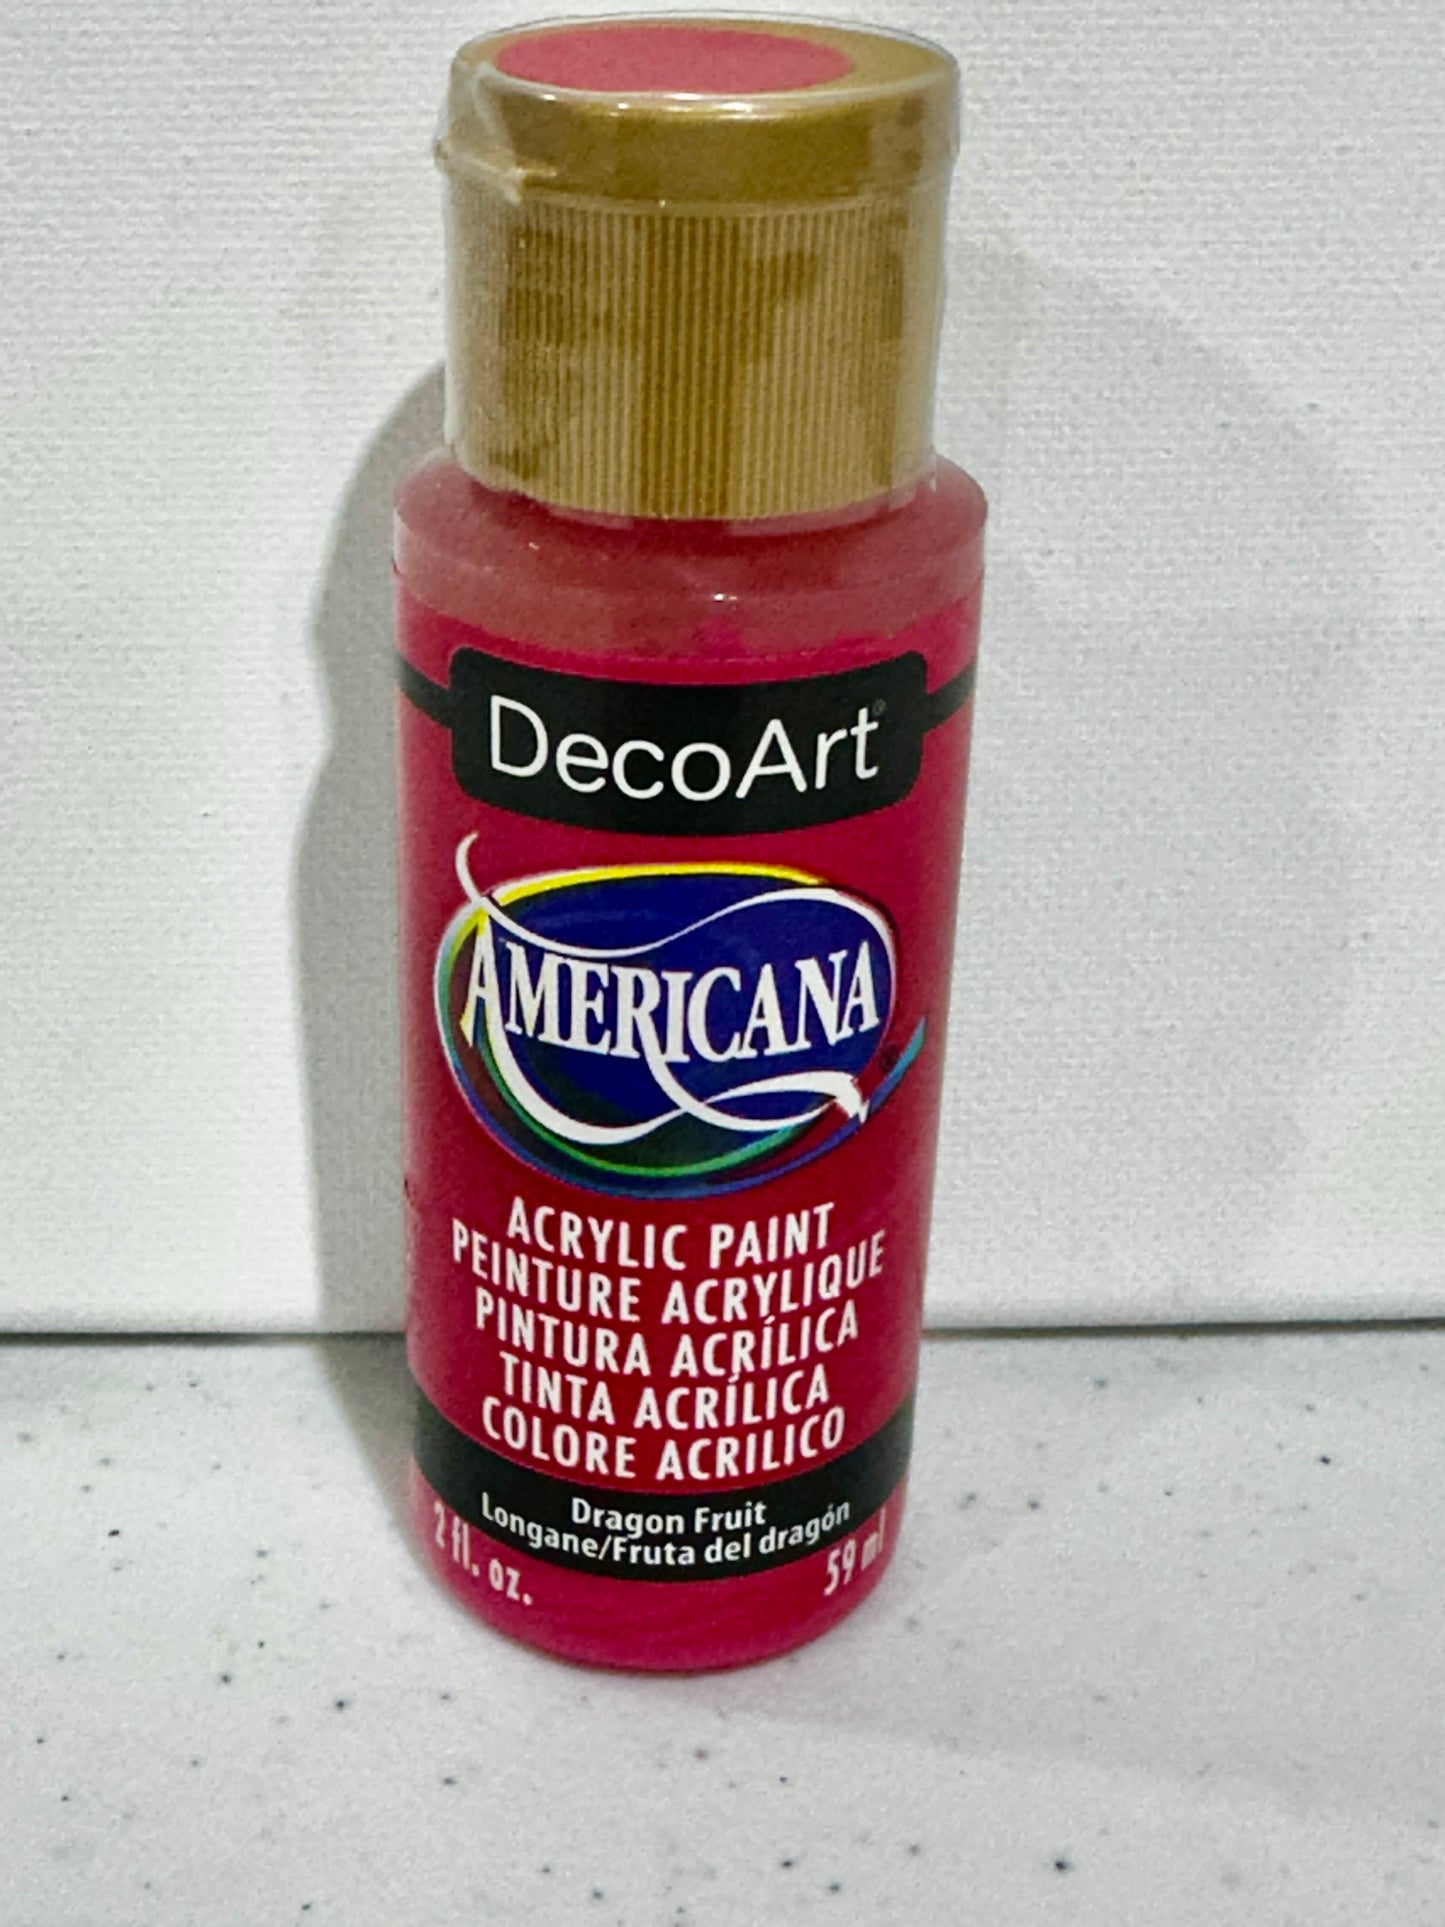 DecoArt®
AMERICANA®
ACRYLIC PAINT
PEINTURE ACRYLIQUE
PINTURA ACRÍLICA
TINTA ACRÍLICA
COLORE ACRILICO
Dragon Fruit
Longane/Fruta del dragón
2 fl. oz. 59 ml